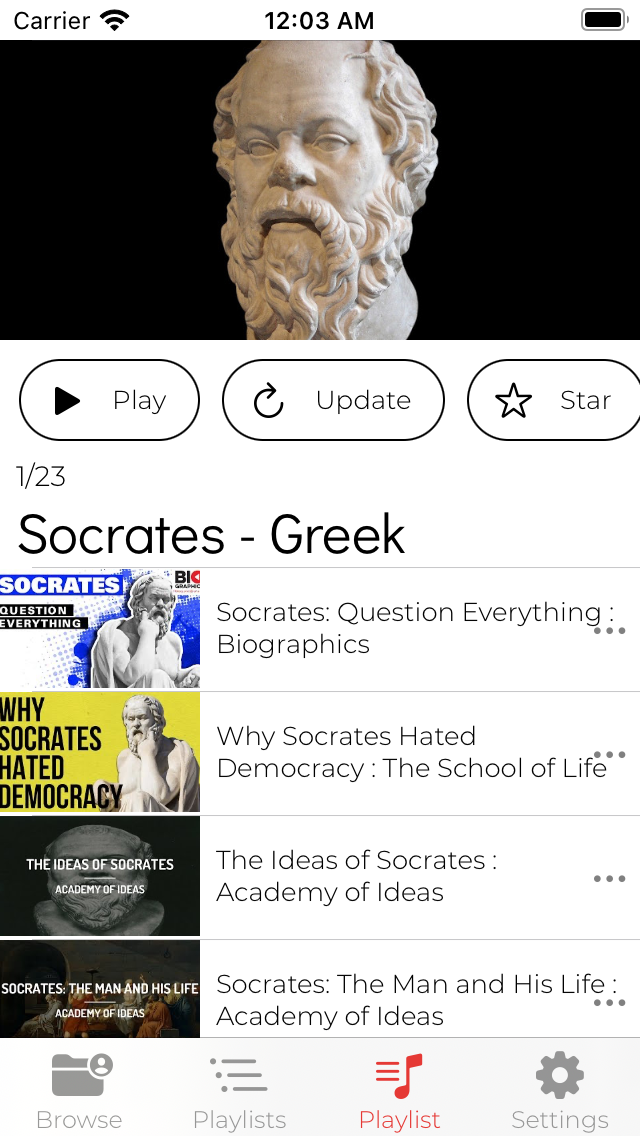 Carrier 12:03 AM
Play Update Star
1/23
Socrates - Greek
SOCRATES
QUESTION
EVERYTHING
BIO
GRAPHIC
Socrates: Question Everything :
Biographics
WHY
SOCRATES
HATED
DEMOCRACY
Why Socrates Hated
Democracy : The School of Life
THE IDEAS OF SOCRATES
ACADEMY OF IDEAS
The Ideas of Socrates :
Academy of Ideas
SOCRATES: THE MAN AND HIS LIFE
ACADEMY OF IDEAS
Socrates: The Man and His Life :
Academy of Ideas
Browse Playlists Playlist Settings